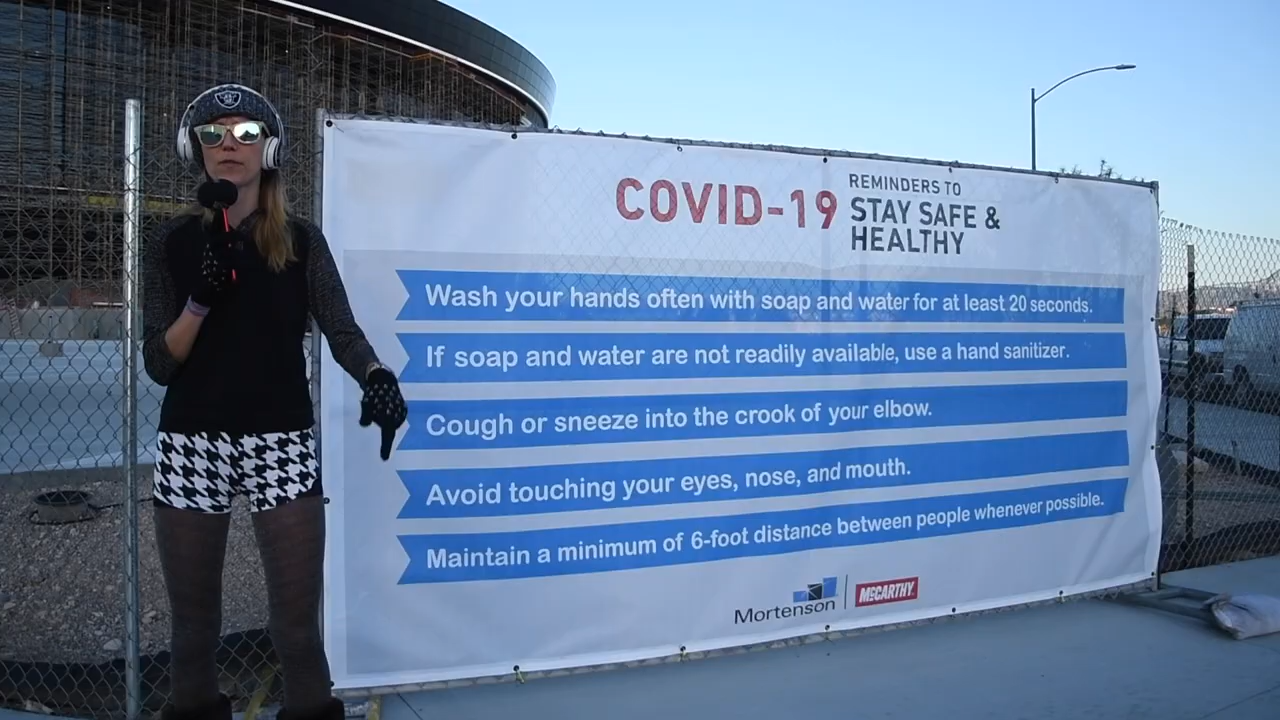 COVID-19
REMINDERS TO
STAY SAFE &
HEALTHY
Wash your hands often with soap and water for at least 20 seconds.
If soap and water are not readily available, use a hand sanitizer.
Cough or sneeze into the crook of your elbow.
Avoid touching your eyes, nose, and mouth.
Maintain a minimum of 6-foot distance between people whenever possible.
Mortenson
McCARTHY